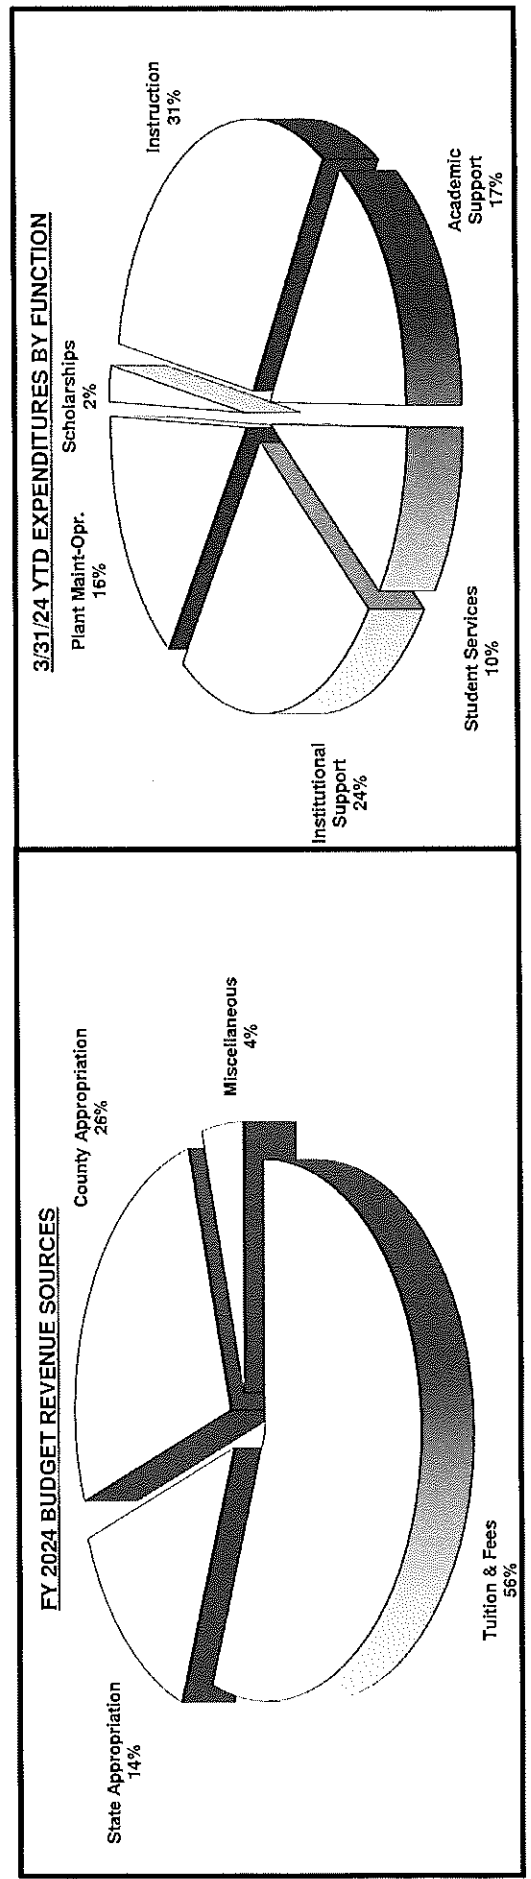 FY 2024 BUDGET REVENUE SOURCES
State Appropriation
14%
County Appropriation
26%
Miscellaneous
4%
Tuition & Fees
56%
3/31/24 YTD EXPENDITURES BY FUNCTION
Plant Maint-Opr.
16%
Scholarships
2%
Instruction
31%
Institutional
Support
24%
Student Services
10%
Academic
Support
17%